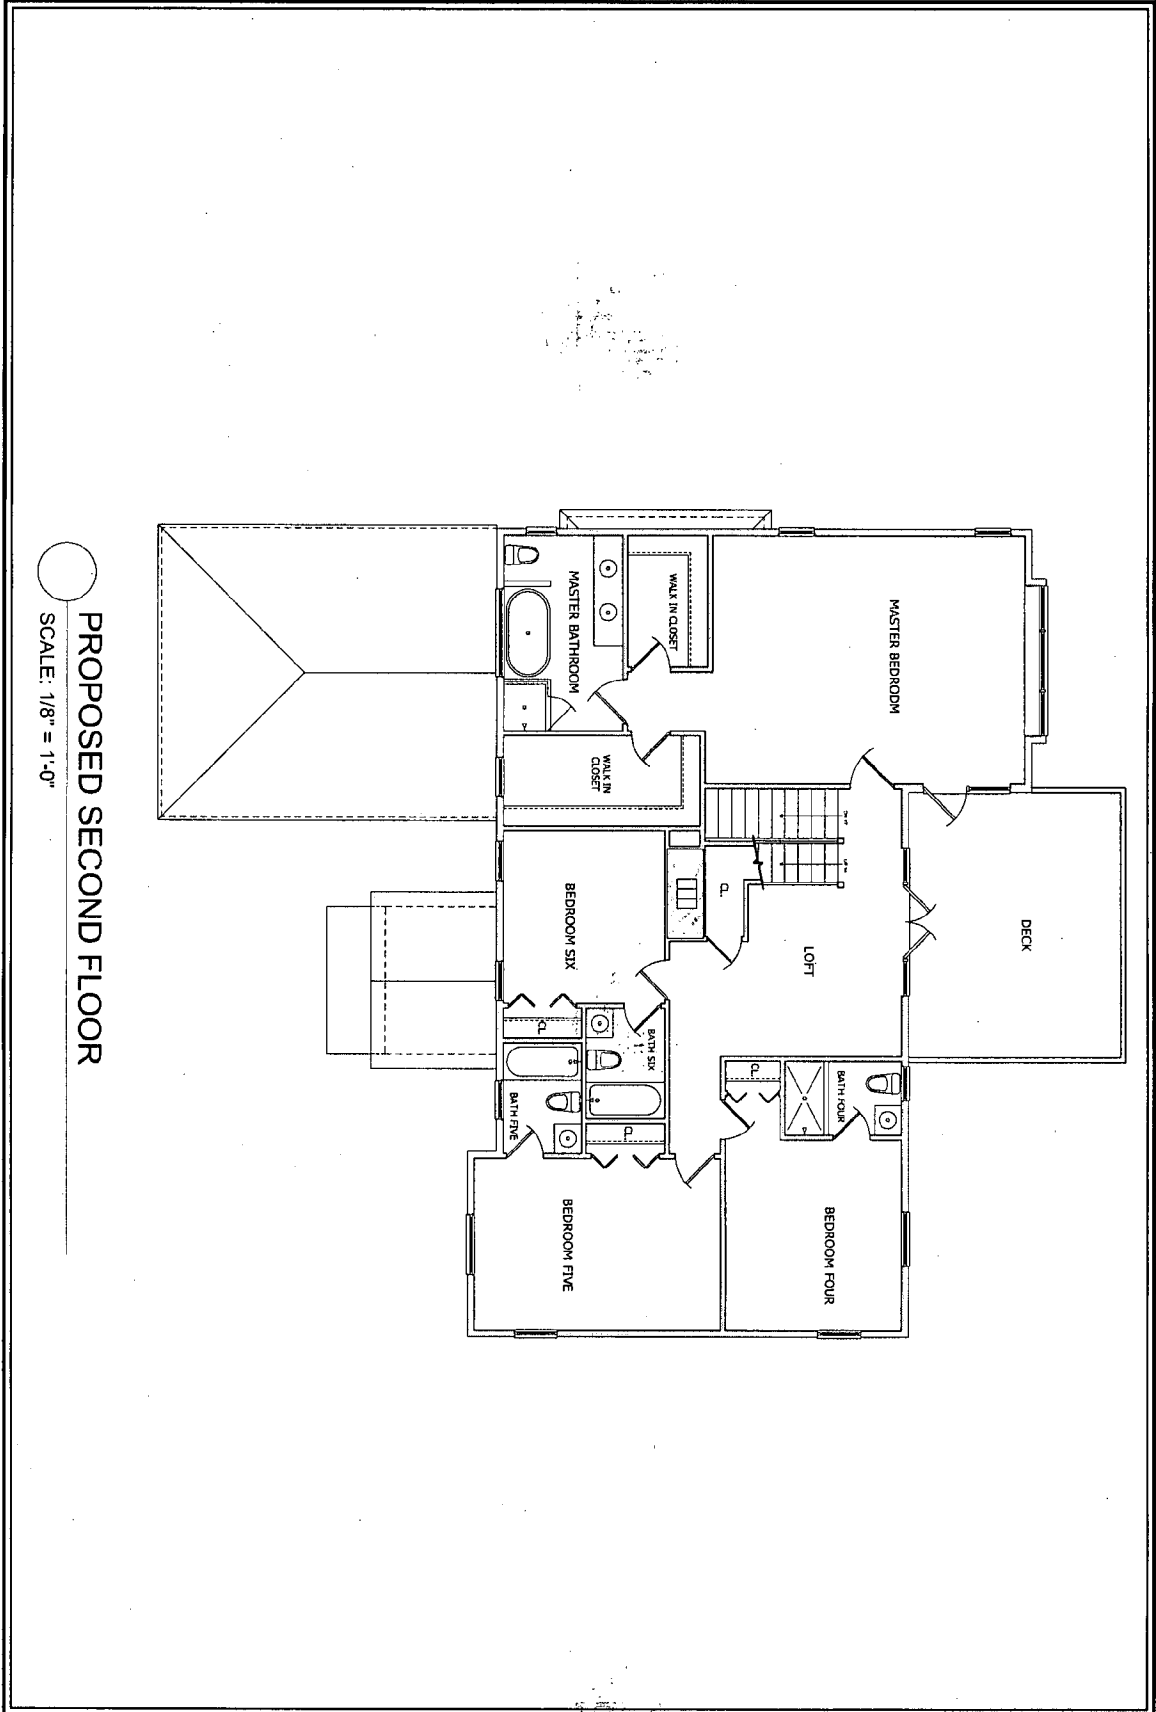 DECK
MASTER BEDROOM
LOFT
BATH FOUR
BEDROOM FOUR
CL.
CL.
WALK IN CLOSET
BATH SIX
CL.
MASTER BATHROOM
WALK IN
CLOSET
BEDROOM SIX
CL
BATH FIVE
BEDROOM FIVE
PROPOSED SECOND FLOOR
SCALE: 1/8" = 1'-0"